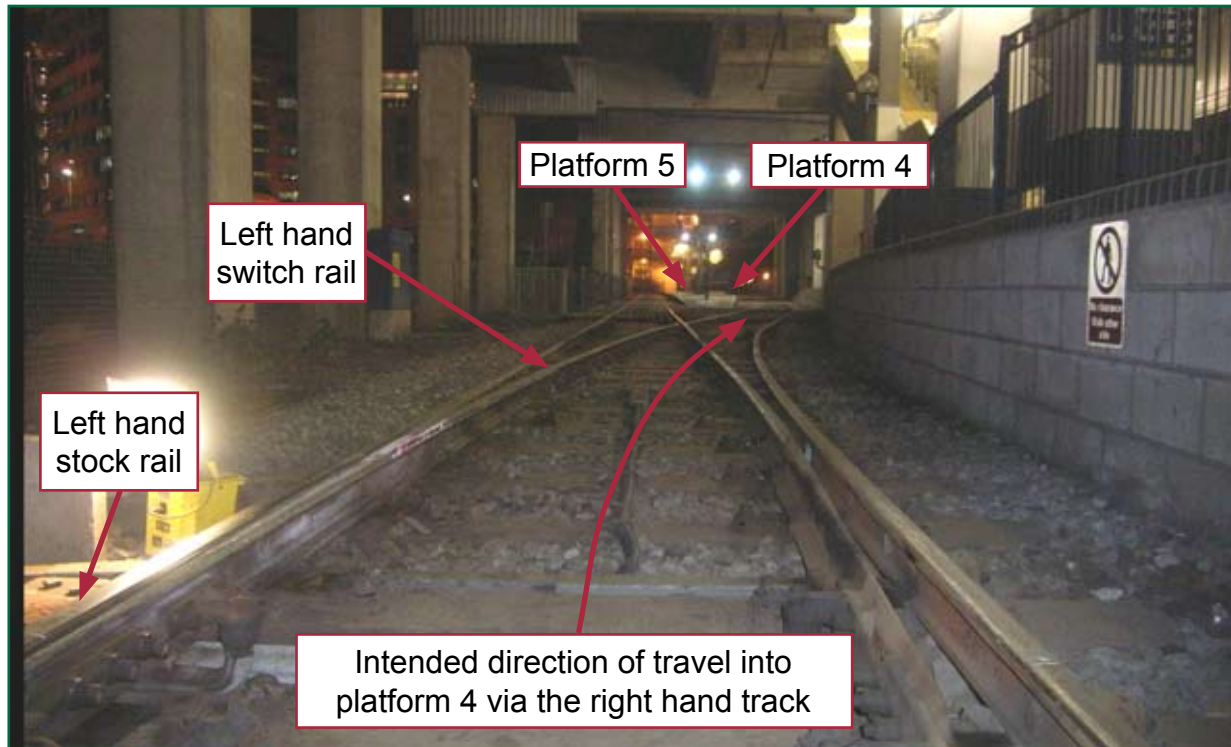 Platform 5
Platform 4
Left hand
switch rail
Left hand
stock rail
Intended direction of travel into
platform 4 via the right hand track